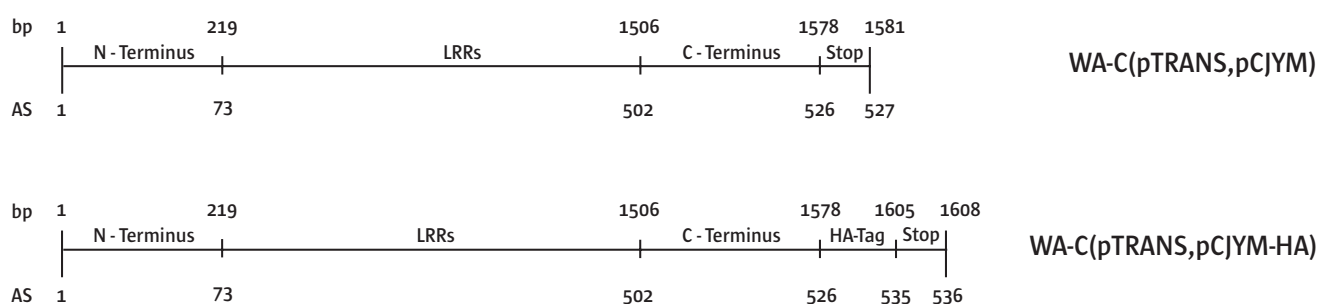 bp 1 219 1506 1578 1581
N - Terminus LRRs C - Terminus Stop
WA-C(pTRANS,pCJYM)
AS 1 73 502 526 527
bp 1 219 1506 1578 1605 1608
N - Terminus LRRs C - Terminus HA-Tag Stop
WA-C(pTRANS,pCJYM-HA)
AS 1 73 502 526 535 536